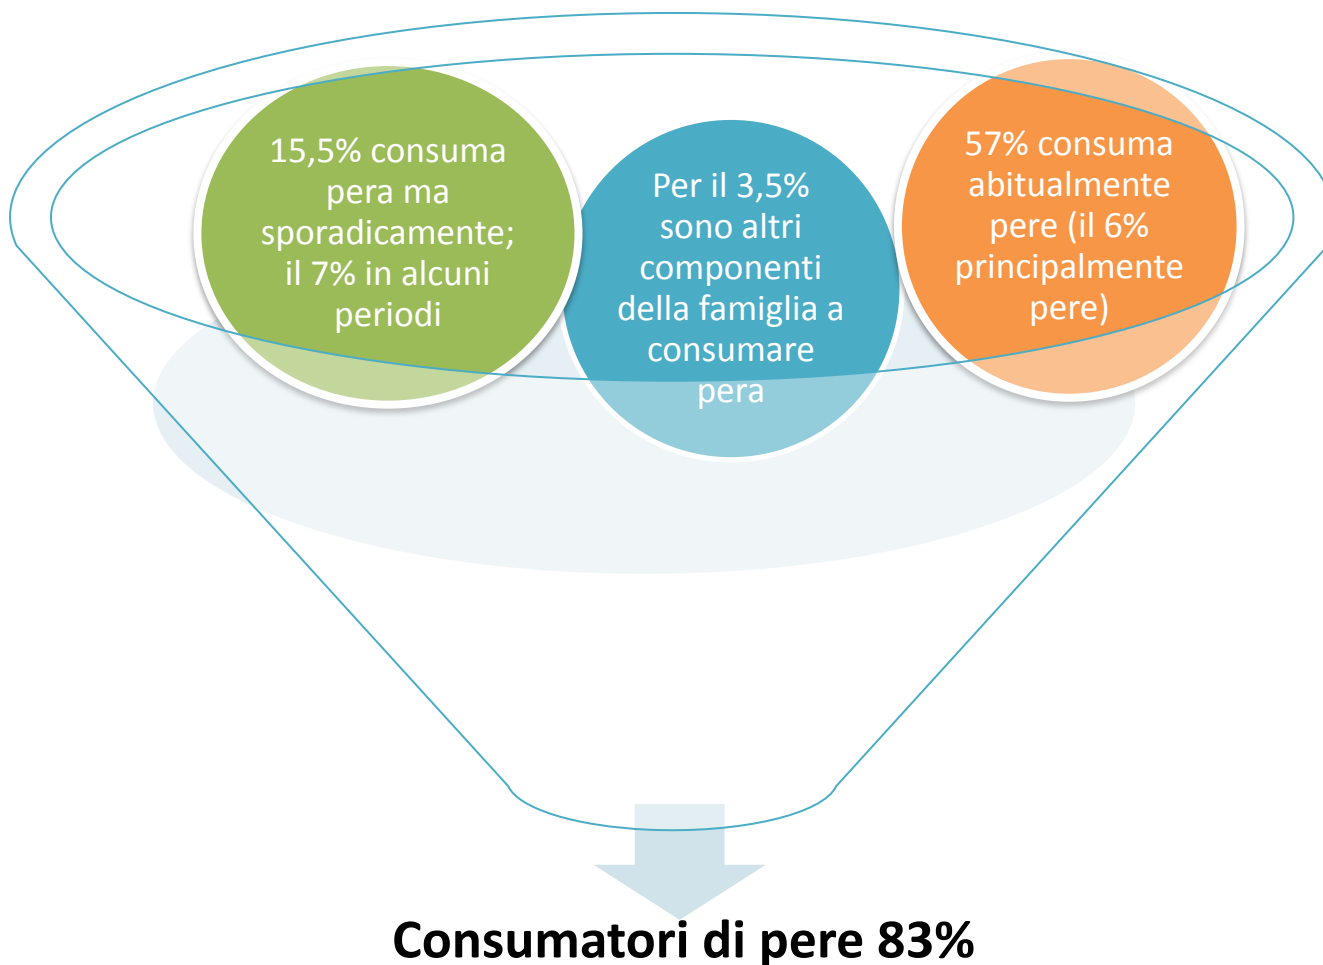 15,5% consuma
pera ma
sporadicamente;
il 7% in alcuni
periodi
Per il 3,5%
sono altri
componenti
della famiglia a
consumare
pera
57% consuma
abitualmente
pere (il 6%
principalmente
pere)
Consumatori di pere 83%